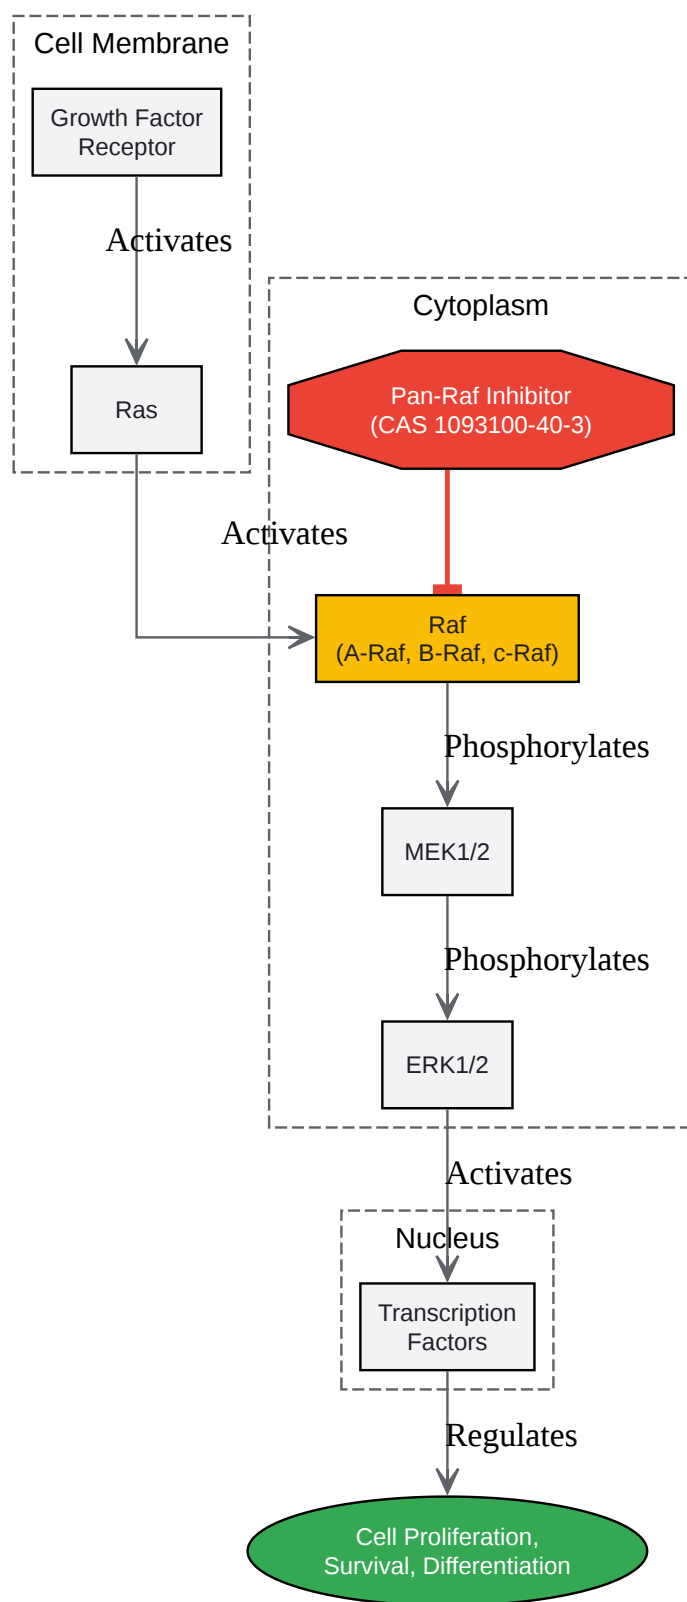 Cell Membrane
Growth Factor
Receptor
Activates
Ras
Activates
Cytoplasm
Pan-Raf Inhibitor
(CAS 1093100-40-3)
Raf
(A-Raf, B-Raf, c-Raf)
Phosphorylates
MEK1/2
Phosphorylates
ERK1/2
Activates
Nucleus
Transcription
Factors
Regulates
Cell Proliferation,
Survival, Differentiation